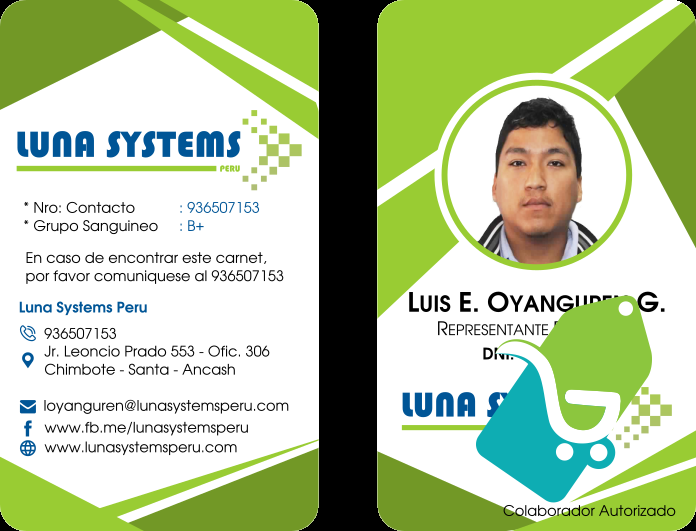 LUNA SYSTEMS
PERU
* Nro: Contacto : 936507153
* Grupo Sanguineo : B+
En caso de encontrar este carnet,
por favor comuniquese al 936507153
Luna Systems Peru
936507153
Jr. Leoncio Prado 553 - Ofic. 306
Chimbote - Santa - Ancash
loyanguren@lunasystemsperu.com
www.fb.me/lunasystemsperu
www.lunasystemsperu.com
LUIS E. OYANGUREN G.
REPRESENTANTE
DNI:
LUNA
Colaborador Autorizado